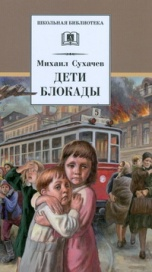 ШКОЛЬНАЯ БИБЛИОТЕКА
Михаил Сухачев
ДЕТИ
БЛОКАДЫ